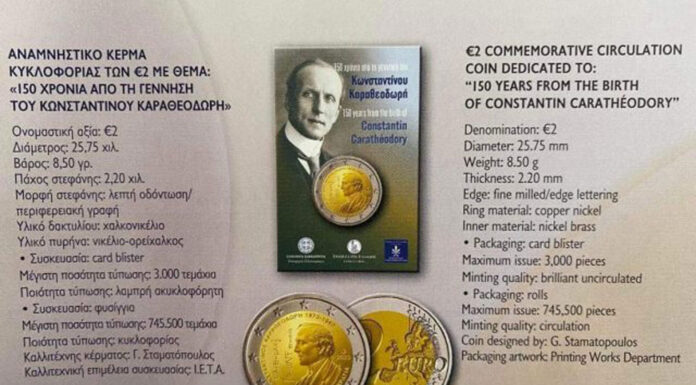 ΑΝΑΜΝΗΣΤΙΚΟ ΚΕΡΜΑ
ΚΥΚΛΟΦΟΡΙΑΣ ΤΩΝ €2 ΜΕ ΘΕΜΑ:
«150 ΧΡΟΝΙΑ ΑΠΟ ΤΗ ΓΕΝΝΗΣΗ
ΤΟΥ ΚΩΝΣΤΑΝΤΙΝΟΥ ΚΑΡΑΘΕΟΔΩΡΗ»
Ονομαστική αξία: €2
Διάμετρος: 25,75 χιλ.
Βάρος: 8,50 γρ.
Πάχος στεφάνης: 2,20 χιλ.
Μορφή στεφάνης: λεπτή οδόντωση/
περιφερειακή γραφή
Υλικό δακτυλίου: χαλκονικέλιο
Υλικό πυρήνα: νικέλιο-ορείχαλκος
• Συσκευασία: card blister
Μέγιστη ποσότητα τύπωσης: 3.000 τεμάχια
Ποιότητα τύπωσης: λαμπρή ακυκλοφόρητη
• Συσκευασία: φυσίγγιο
Μέγιστη ποσότητα τύπωσης: 745.500 τεμάχια
Ποιότητα τύπωσης: κυκλοφορίας
Καλλιτέχνης κέρματος: Γ. Σταματόπουλος
Καλλιτεχνική επιμέλεια συσκευασίας: Ι.Ε.Τ.Α.
150 χρόνια από τη γέννηση του
Κωνσταντίνου
Καραθεοδωρή
150 years from the birth of
Constantin
Carathéodory
ΚΑΡΑΘΕΟΔΩΡΗ 1873-1950
2 EURO
€2 COMMEMORATIVE CIRCULATION
COIN DEDICATED TO:
“150 YEARS FROM THE BIRTH
OF CONSTANTIN CARATHÉODORY”
Denomination: €2
Diameter: 25.75 mm
Weight: 8.50 g
Thickness: 2.20 mm
Edge: fine milled/edge lettering
Ring material: copper nickel
Inner material: nickel brass
• Packaging: card blister
Maximum issue: 3,000 pieces
Minting quality: brilliant uncirculated
• Packaging: rolls
Maximum issue: 745,500 pieces
Minting quality: circulation
Coin designed by: G. Stamatopoulos
Packaging artwork: Printing Works Department